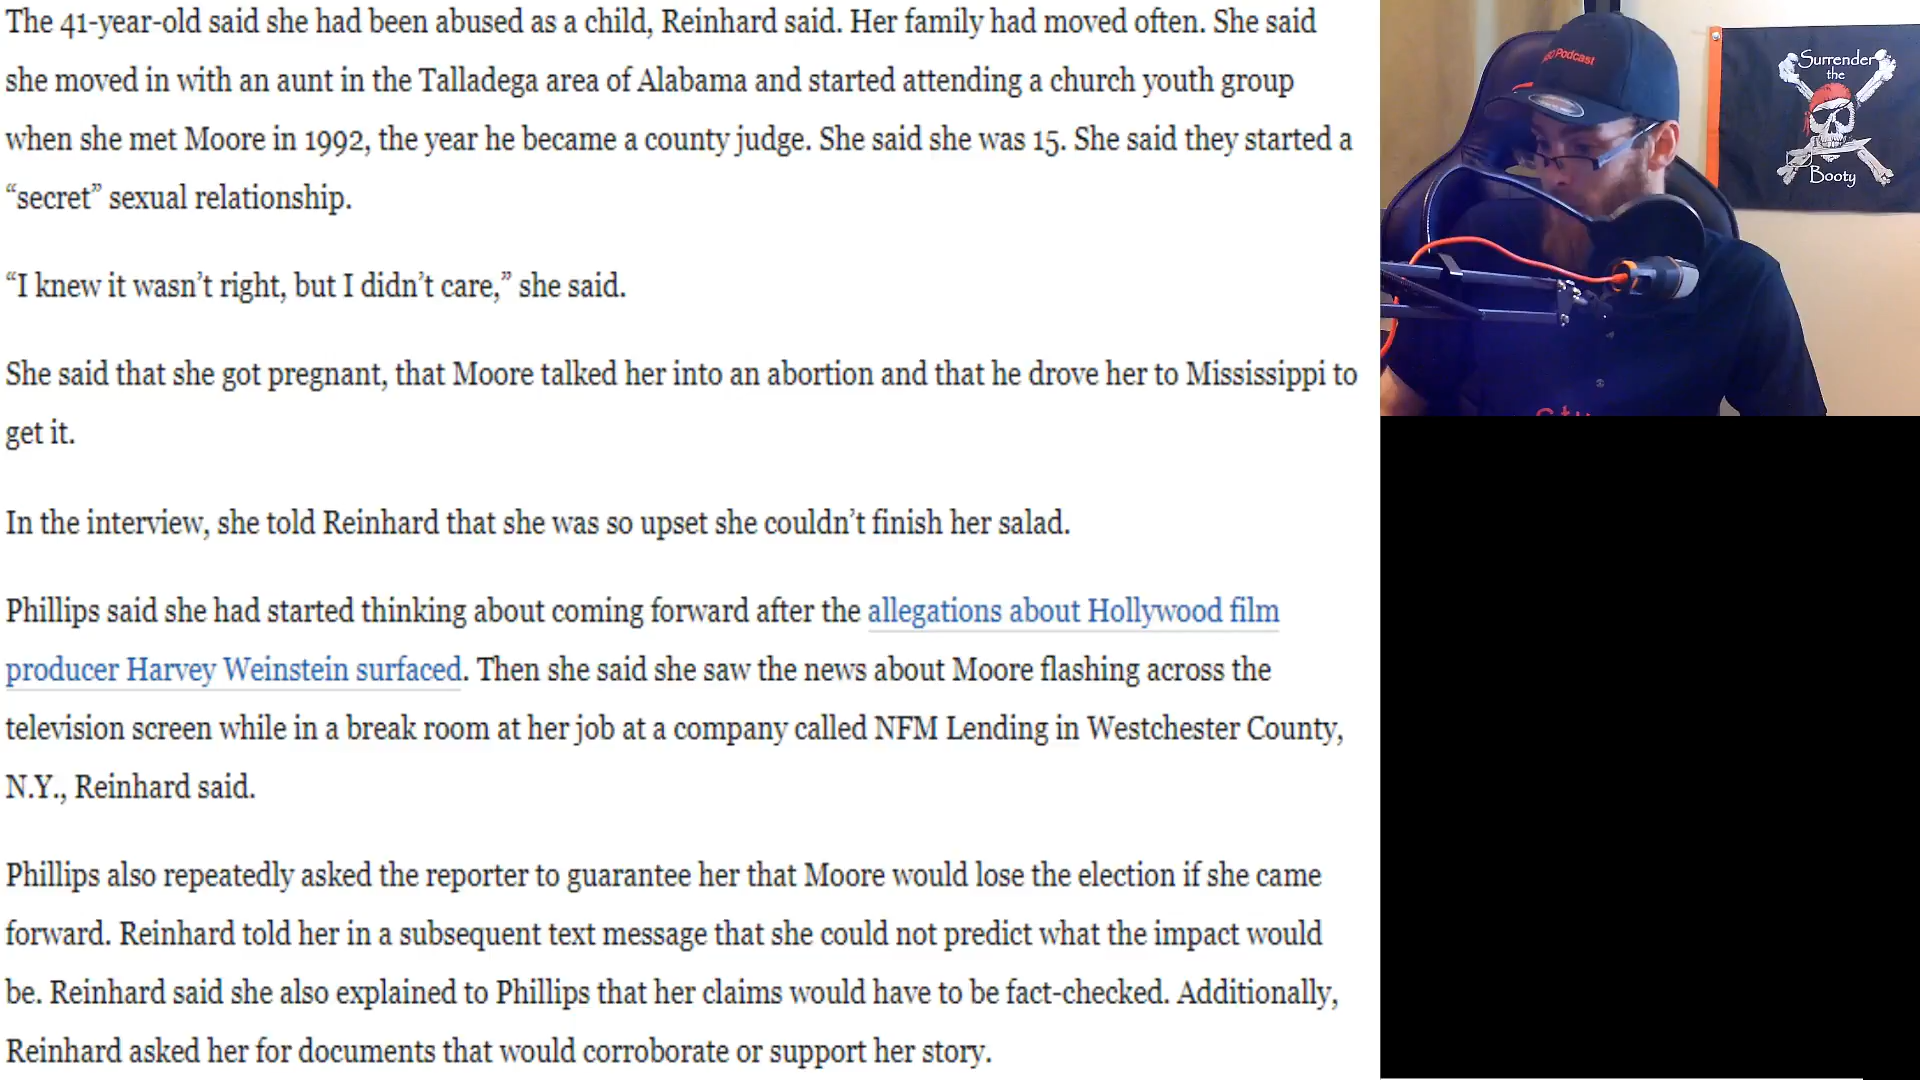 The 41-year-old said she had been abused as a child, Reinhard said. Her family had moved often. She said
she moved in with an aunt in the Talladega area of Alabama and started attending a church youth group
when she met Moore in 1992, the year he became a county judge. She said she was 15. She said they started a
“secret” sexual relationship.
“I knew it wasn’t right, but I didn’t care,” she said.
She said that she got pregnant, that Moore talked her into an abortion and that he drove her to Mississippi to
get it.
In the interview, she told Reinhard that she was so upset she couldn’t finish her salad.
Phillips said she had started thinking about coming forward after the allegations about Hollywood film
producer Harvey Weinstein surfaced. Then she said she saw the news about Moore flashing across the
television screen while in a break room at her job at a company called NFM Lending in Westchester County,
N.Y., Reinhard said.
Phillips also repeatedly asked the reporter to guarantee her that Moore would lose the election if she came
forward. Reinhard told her in a subsequent text message that she could not predict what the impact would
be. Reinhard said she also explained to Phillips that her claims would have to be fact-checked. Additionally,
Reinhard asked her for documents that would corroborate or support her story.
Podcast
Surrender
the
Booty